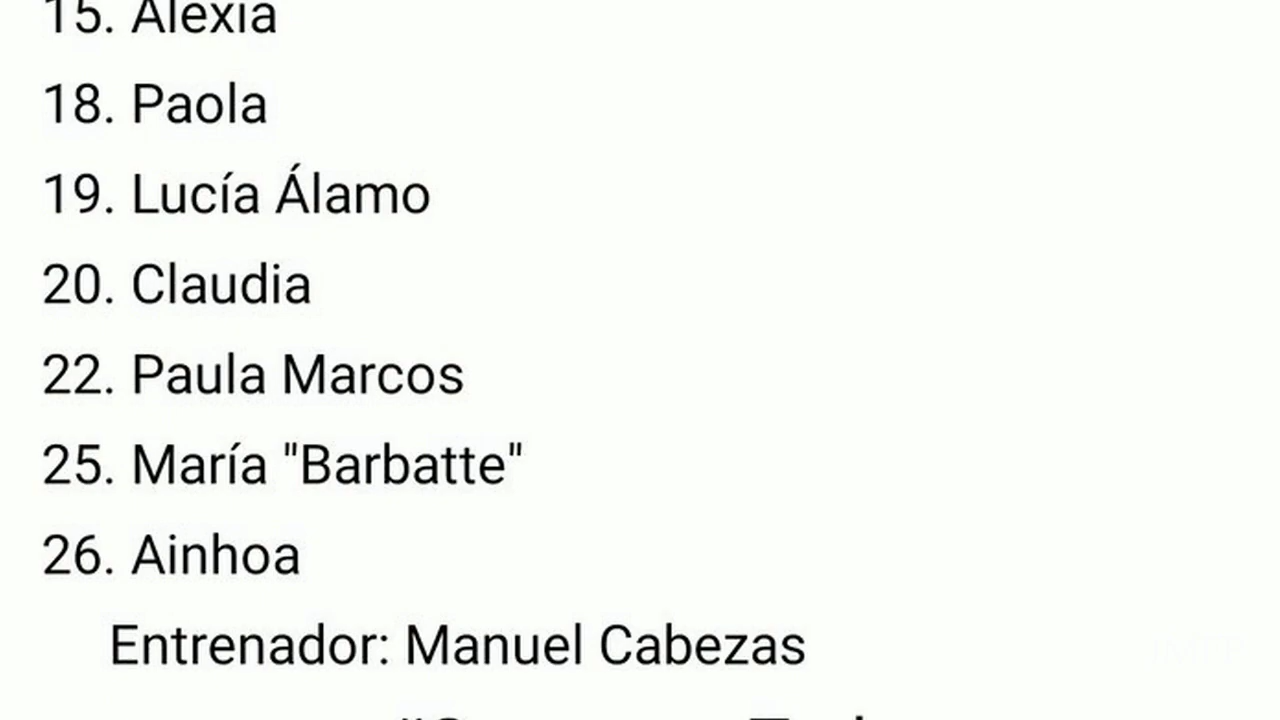 15. Alexia
18. Paola
19. Lucía Álamo
20. Claudia
22. Paula Marcos
25. María "Barbatte"
26. Ainhoa
Entrenador: Manuel Cabezas